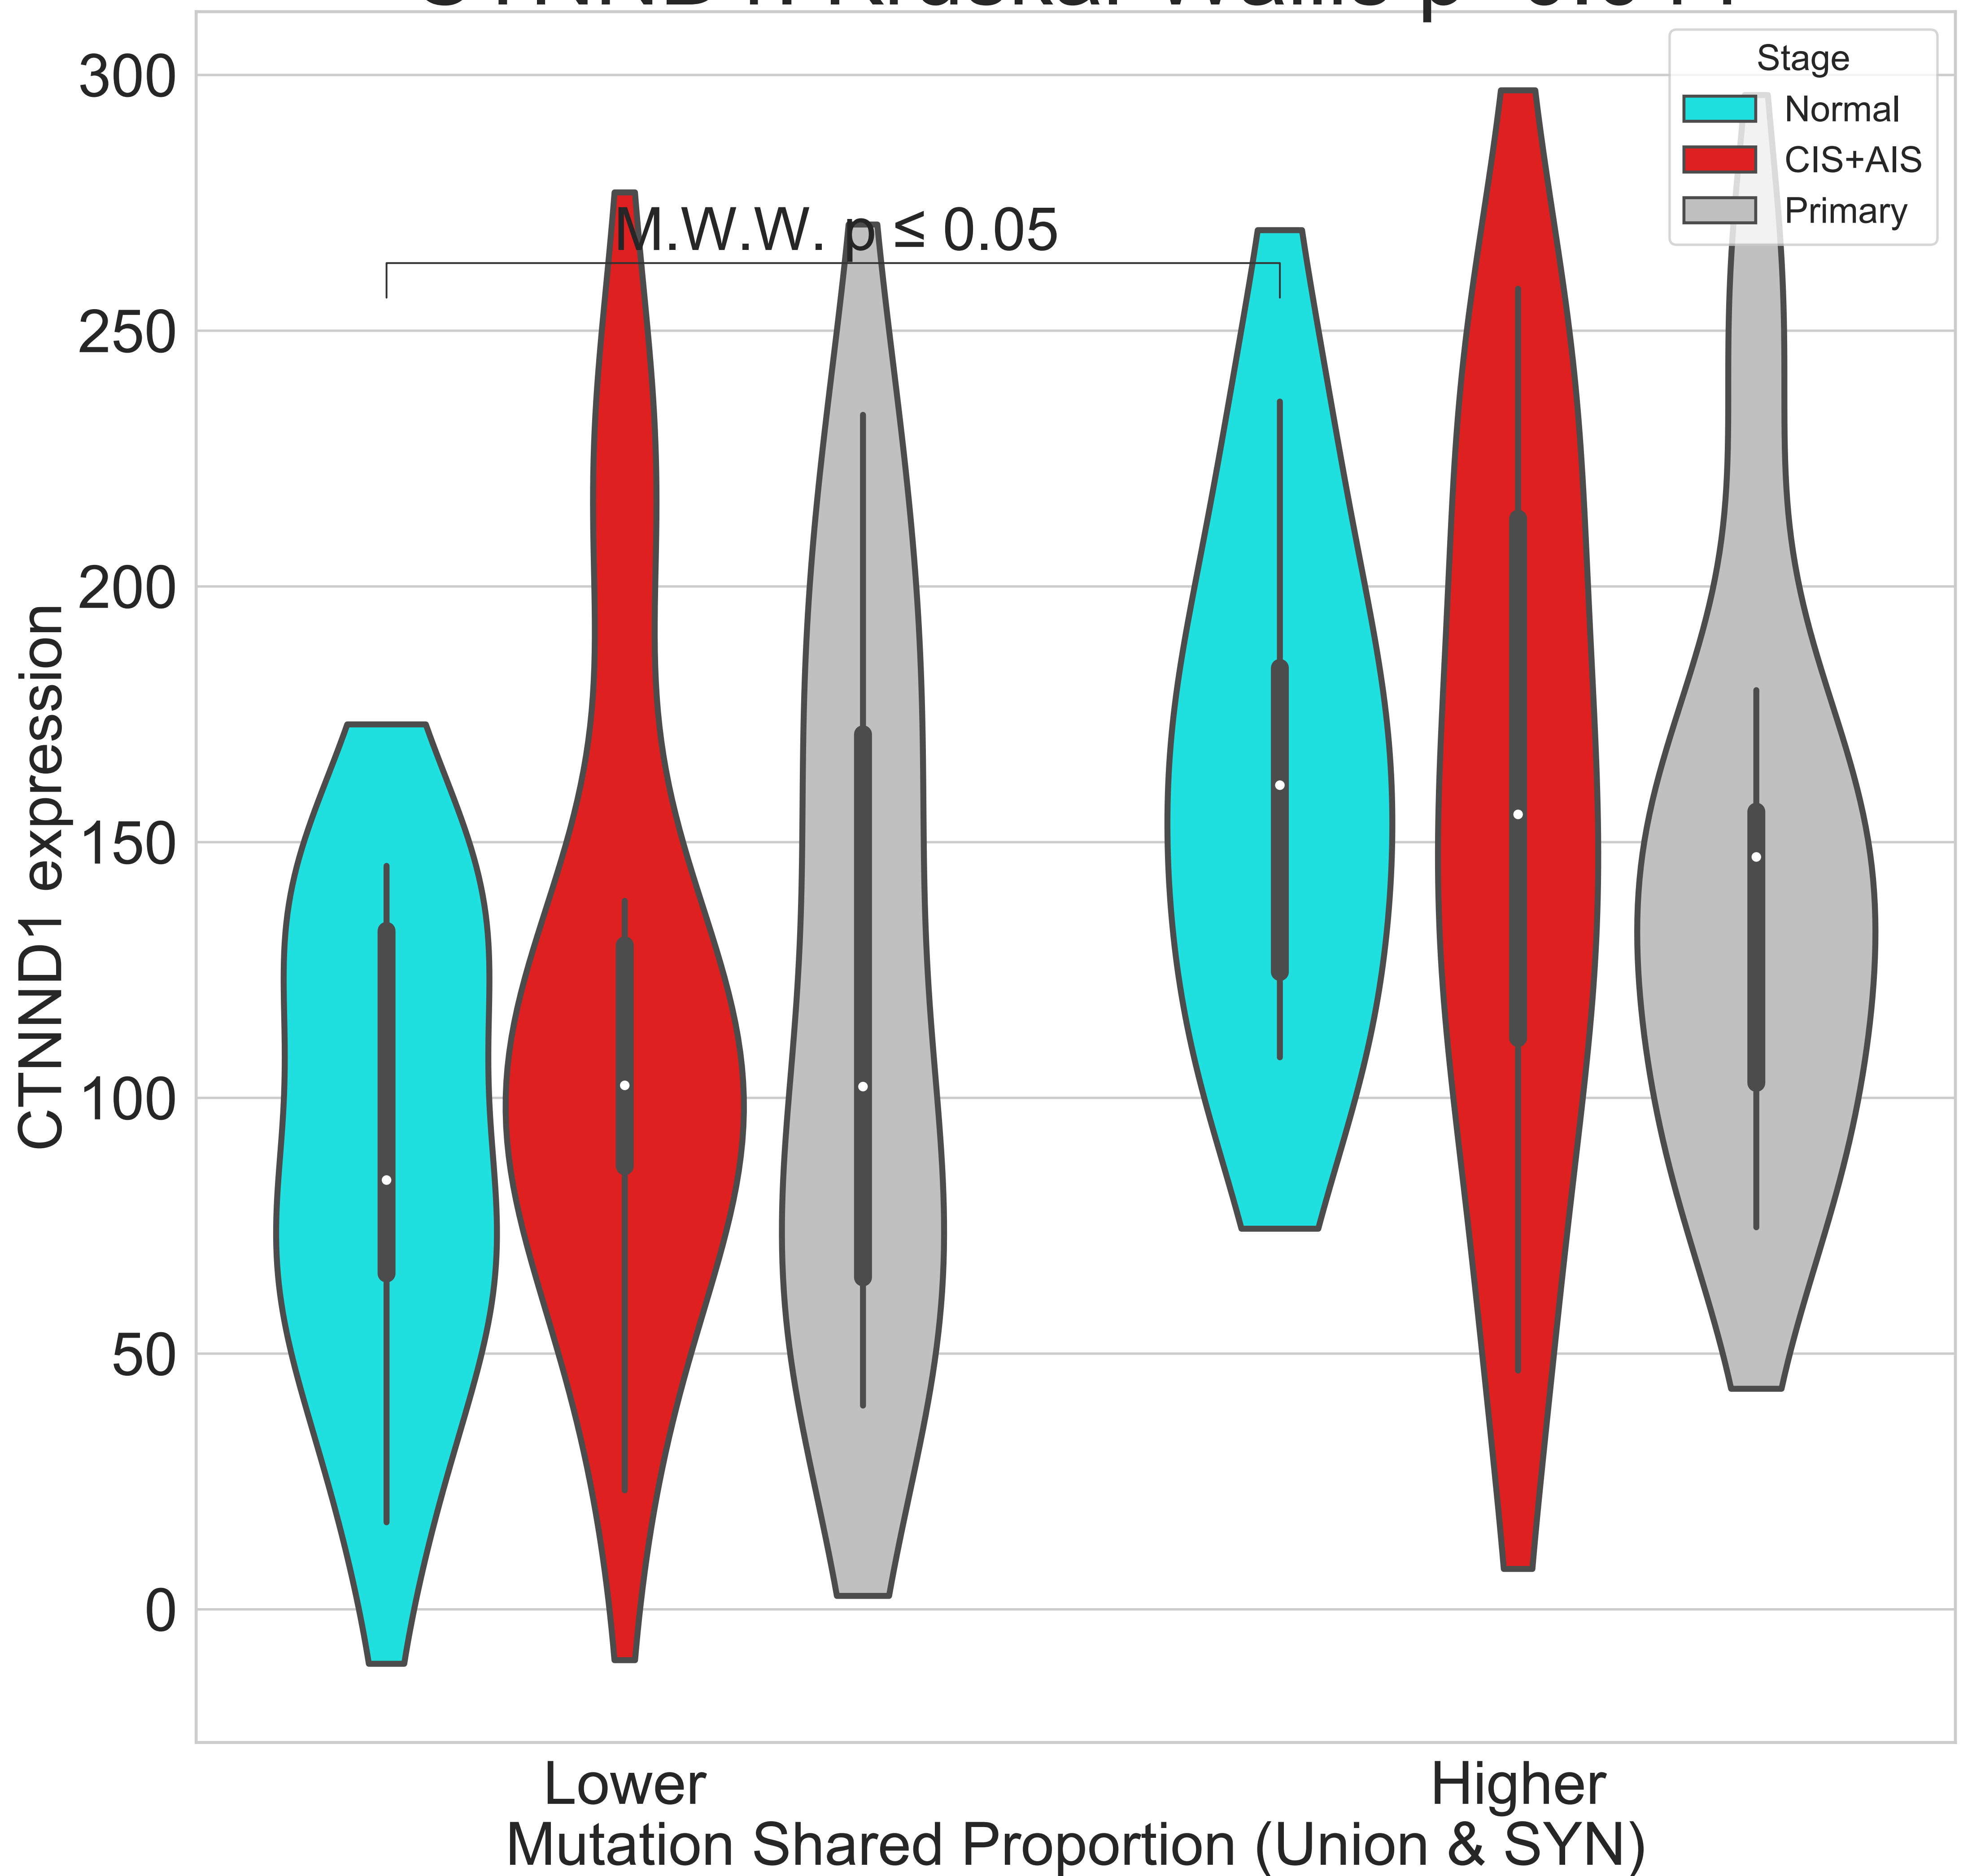 300
250
200
150
100
50
0
CTNND1 expression
M.W.W. p ≤ 0.05
Stage
Normal
CIS+AIS
Primary
Lower
Higher
Mutation Shared Proportion (Union & SYN)